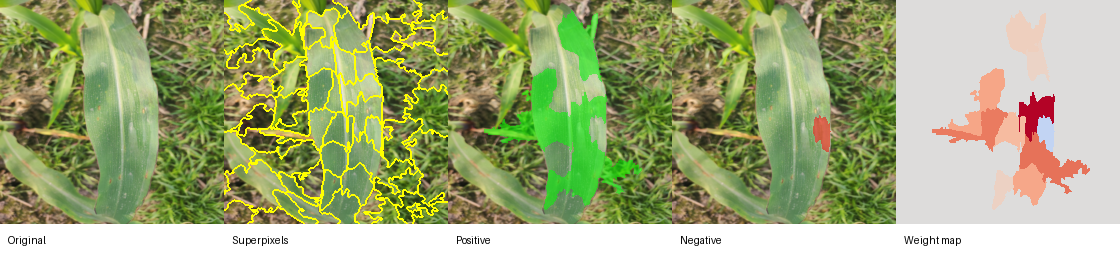 Original
Superpixels
Positive
Negative
Weight map